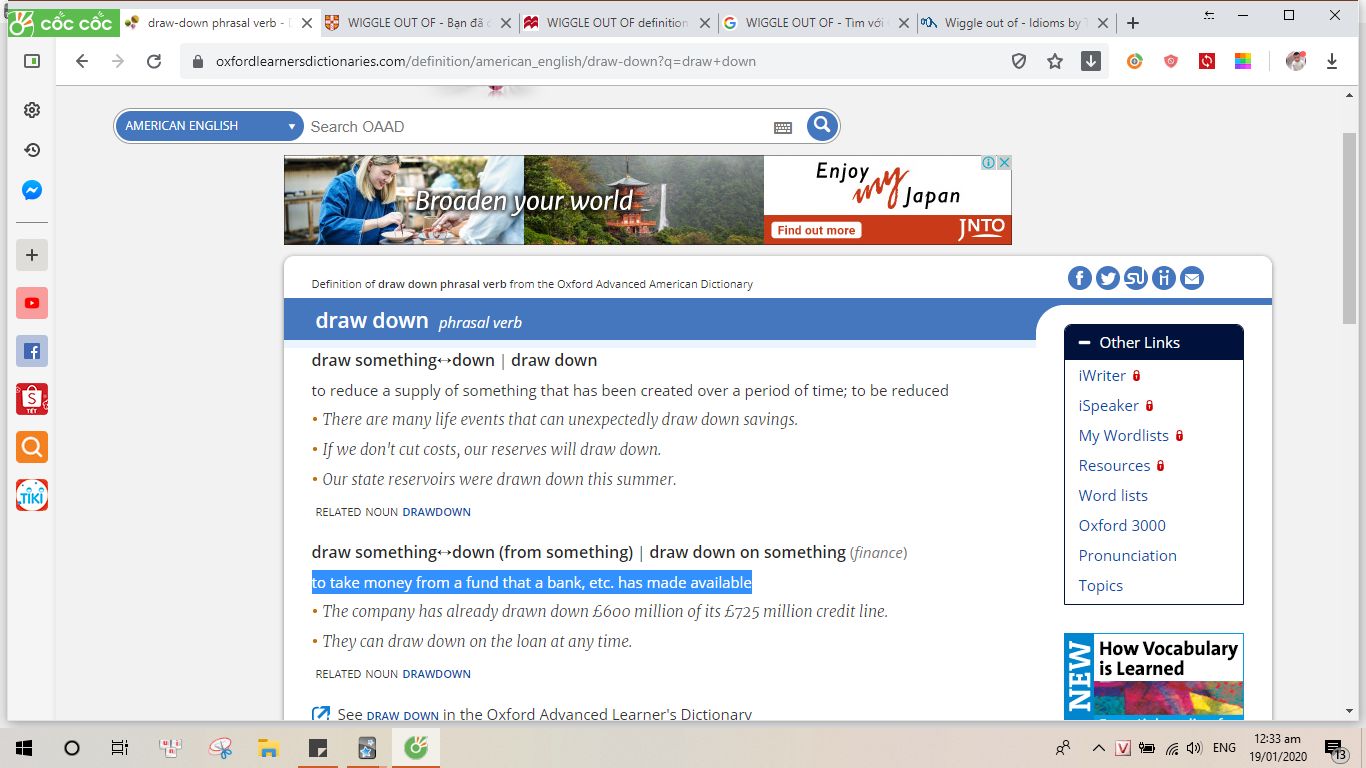 cốc cốc
draw-down phrasal verb - D
WIGGLE OUT OF - Bạn đã
WIGGLE OUT OF definition
WIGGLE OUT OF - Tìm với
Wiggle out of - Idioms by T
oxfordlearnersdictionaries.com/definition/american_english/draw-down?q=draw+down
AMERICAN ENGLISH
Search OAAD
Broaden your world
Enjoy my Japan
Find out more
JNTO
Definition of draw down phrasal verb from the Oxford Advanced American Dictionary
draw down phrasal verb
draw something↔down | draw down
to reduce a supply of something that has been created over a period of time; to be reduced
• There are many life events that can unexpectedly draw down savings.
• If we don't cut costs, our reserves will draw down.
• Our state reservoirs were drawn down this summer.
RELATED NOUN DRAWDOWN
draw something↔down (from something) | draw down on something (finance)
to take money from a fund that a bank, etc. has made available
• The company has already drawn down £600 million of its £725 million credit line.
• They can draw down on the loan at any time.
RELATED NOUN DRAWDOWN
See DRAW DOWN in the Oxford Advanced Learner's Dictionary
Other Links
iWriter
iSpeaker
My Wordlists
Resources
Word lists
Oxford 3000
Pronunciation
Topics
NEW
How Vocabulary
is Learned
S
TẾT
TIKI
ENG
12:33 am
19/01/2020
13